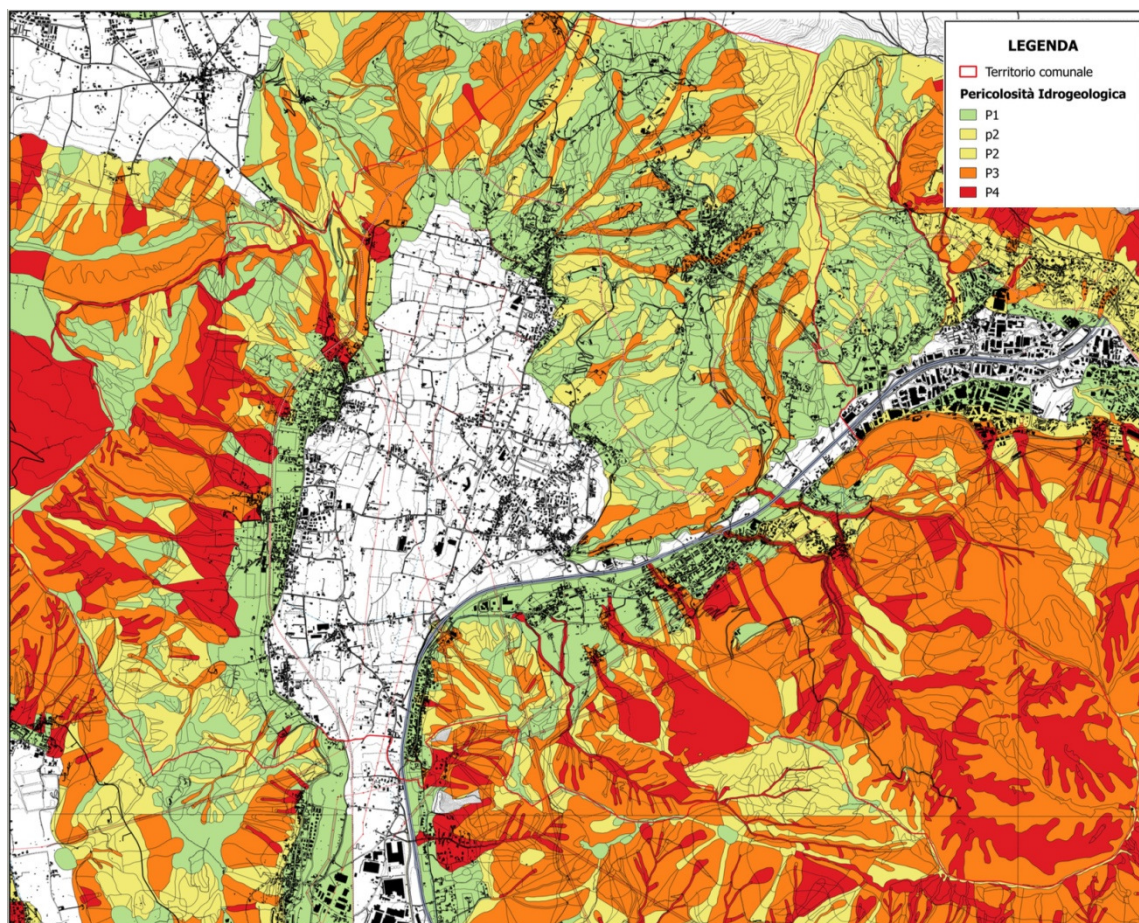 LEGENDA
Territorio comunale
Pericolosità Idrogeologica
P1
p2
P2
P3
P4